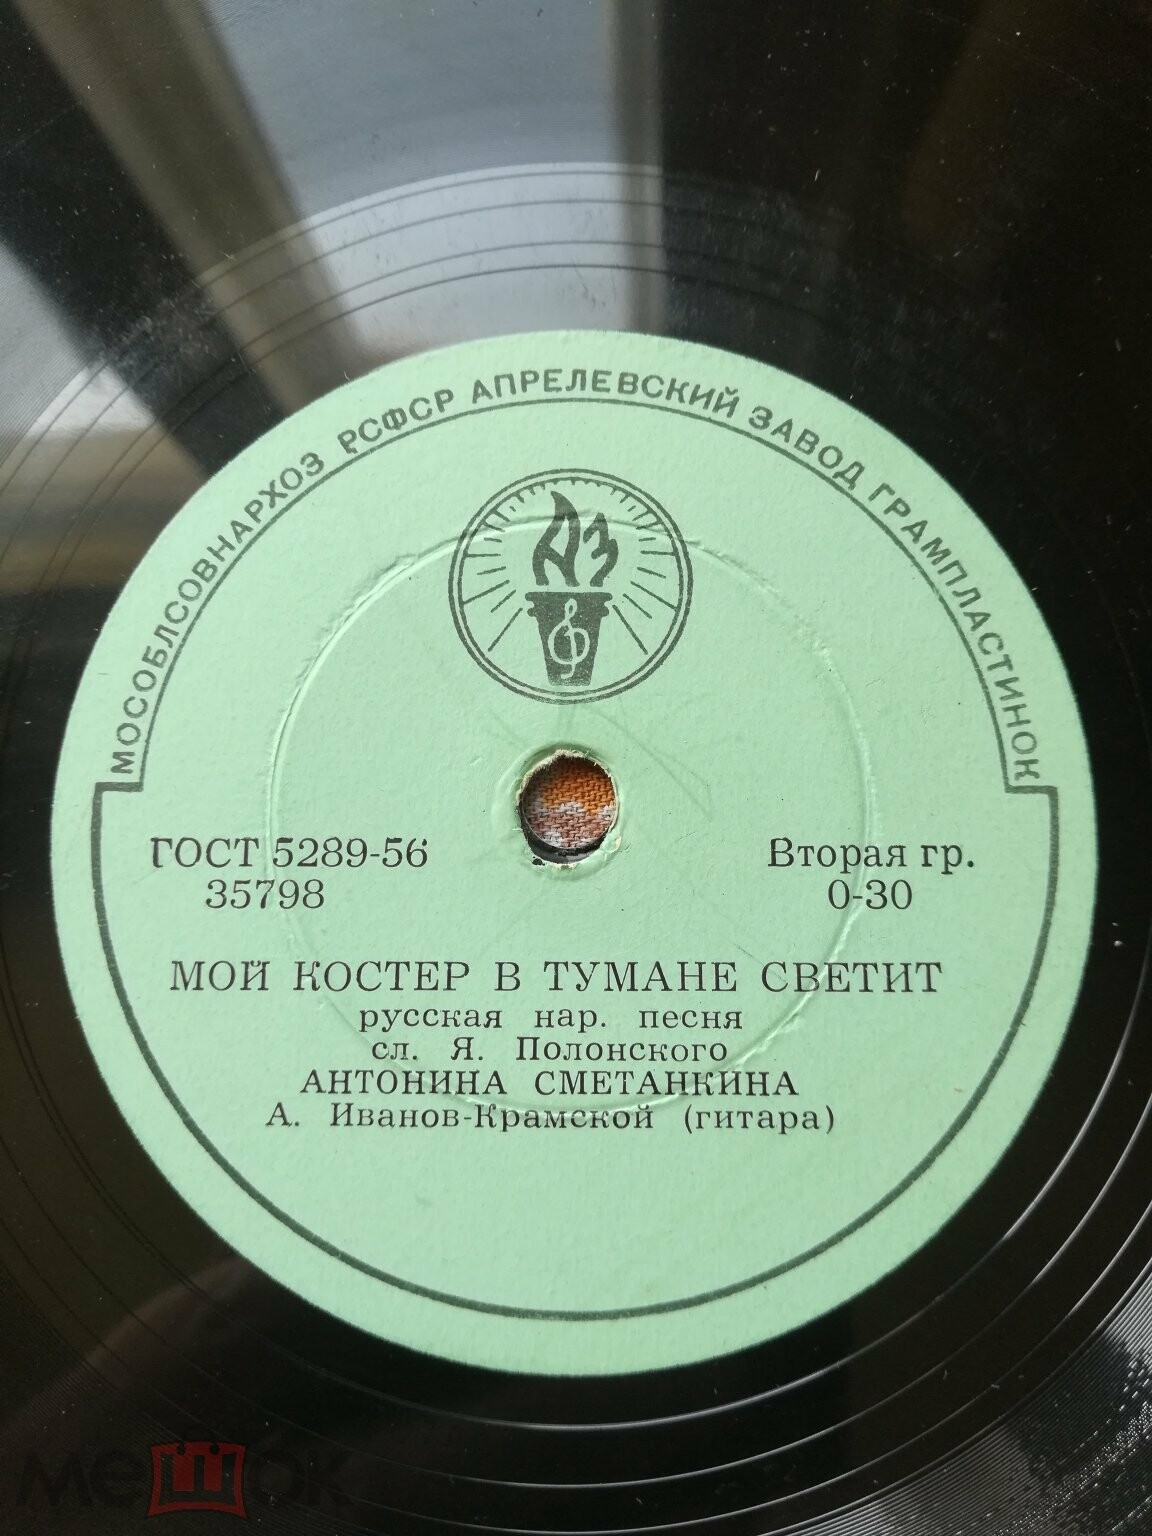 МОСОБЛСОВНАРХОЗ РСФСР АПРЕЛЕВСКИЙ ЗАВОД ГРАМПЛАСТИНОК
АЗ
ГОСТ 5289-56
Вторая гр.
35798
0-30
МОЙ КОСТЕР В ТУМАНЕ СВЕТИТ
русская нар. песня
сл. Я. Полонского
АНТОНИНА СМЕТАНКИНА
А. Иванов-Крамской (гитара)
мешок